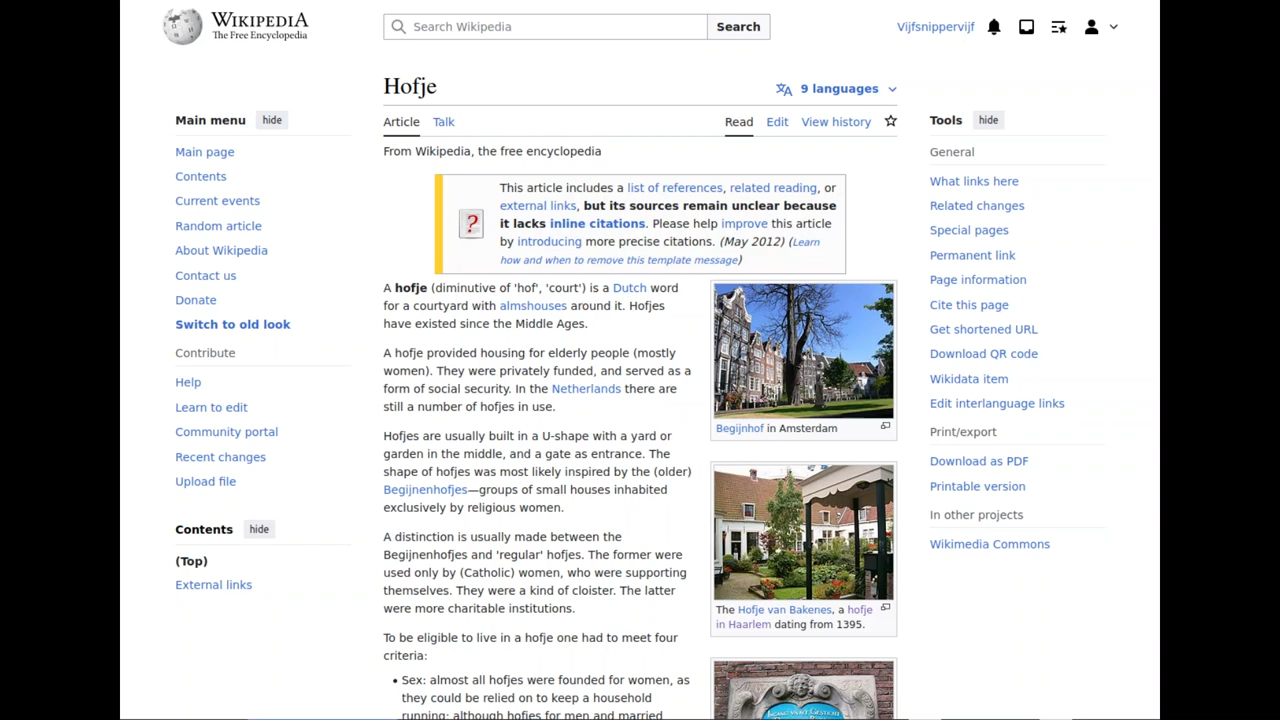 WIKIPEDIA
The Free Encyclopedia
Search Wikipedia
Search
Vijfsnippervijf
Hofje
9 languages
Main menu
hide
Main page
Contents
Current events
Random article
About Wikipedia
Contact us
Donate
Switch to old look
Contribute
Help
Learn to edit
Community portal
Recent changes
Upload file
Contents
hide
(Top)
External links
Article
Talk
Read
Edit
View history
From Wikipedia, the free encyclopedia
This article includes a list of references, related reading, or
external links, but its sources remain unclear because
it lacks inline citations. Please help improve this article
by introducing more precise citations. (May 2012) (Learn
how and when to remove this template message)
A hofje (diminutive of 'hof', 'court') is a Dutch word
for a courtyard with almshouses around it. Hofjes
have existed since the Middle Ages.
A hofje provided housing for elderly people (mostly
women). They were privately funded, and served as a
form of social security. In the Netherlands there are
still a number of hofjes in use.
Hofjes are usually built in a U-shape with a yard or
garden in the middle, and a gate as entrance. The
shape of hofjes was most likely inspired by the (older)
Begijnenhofjes—groups of small houses inhabited
exclusively by religious women.
A distinction is usually made between the
Begijnenhofjes and 'regular' hofjes. The former were
used only by (Catholic) women, who were supporting
themselves. They were a kind of cloister. The latter
were more charitable institutions.
To be eligible to live in a hofje one had to meet four
criteria:
• Sex: almost all hofjes were founded for women, as
they could be relied on to keep a household
running; although hofjes for men and married
Begijnhof in Amsterdam
The Hofje van Bakenes, a hofje
in Haarlem dating from 1395.
Tools
hide
General
What links here
Related changes
Special pages
Permanent link
Page information
Cite this page
Get shortened URL
Download QR code
Wikidata item
Edit interlanguage links
Print/export
Download as PDF
Printable version
In other projects
Wikimedia Commons